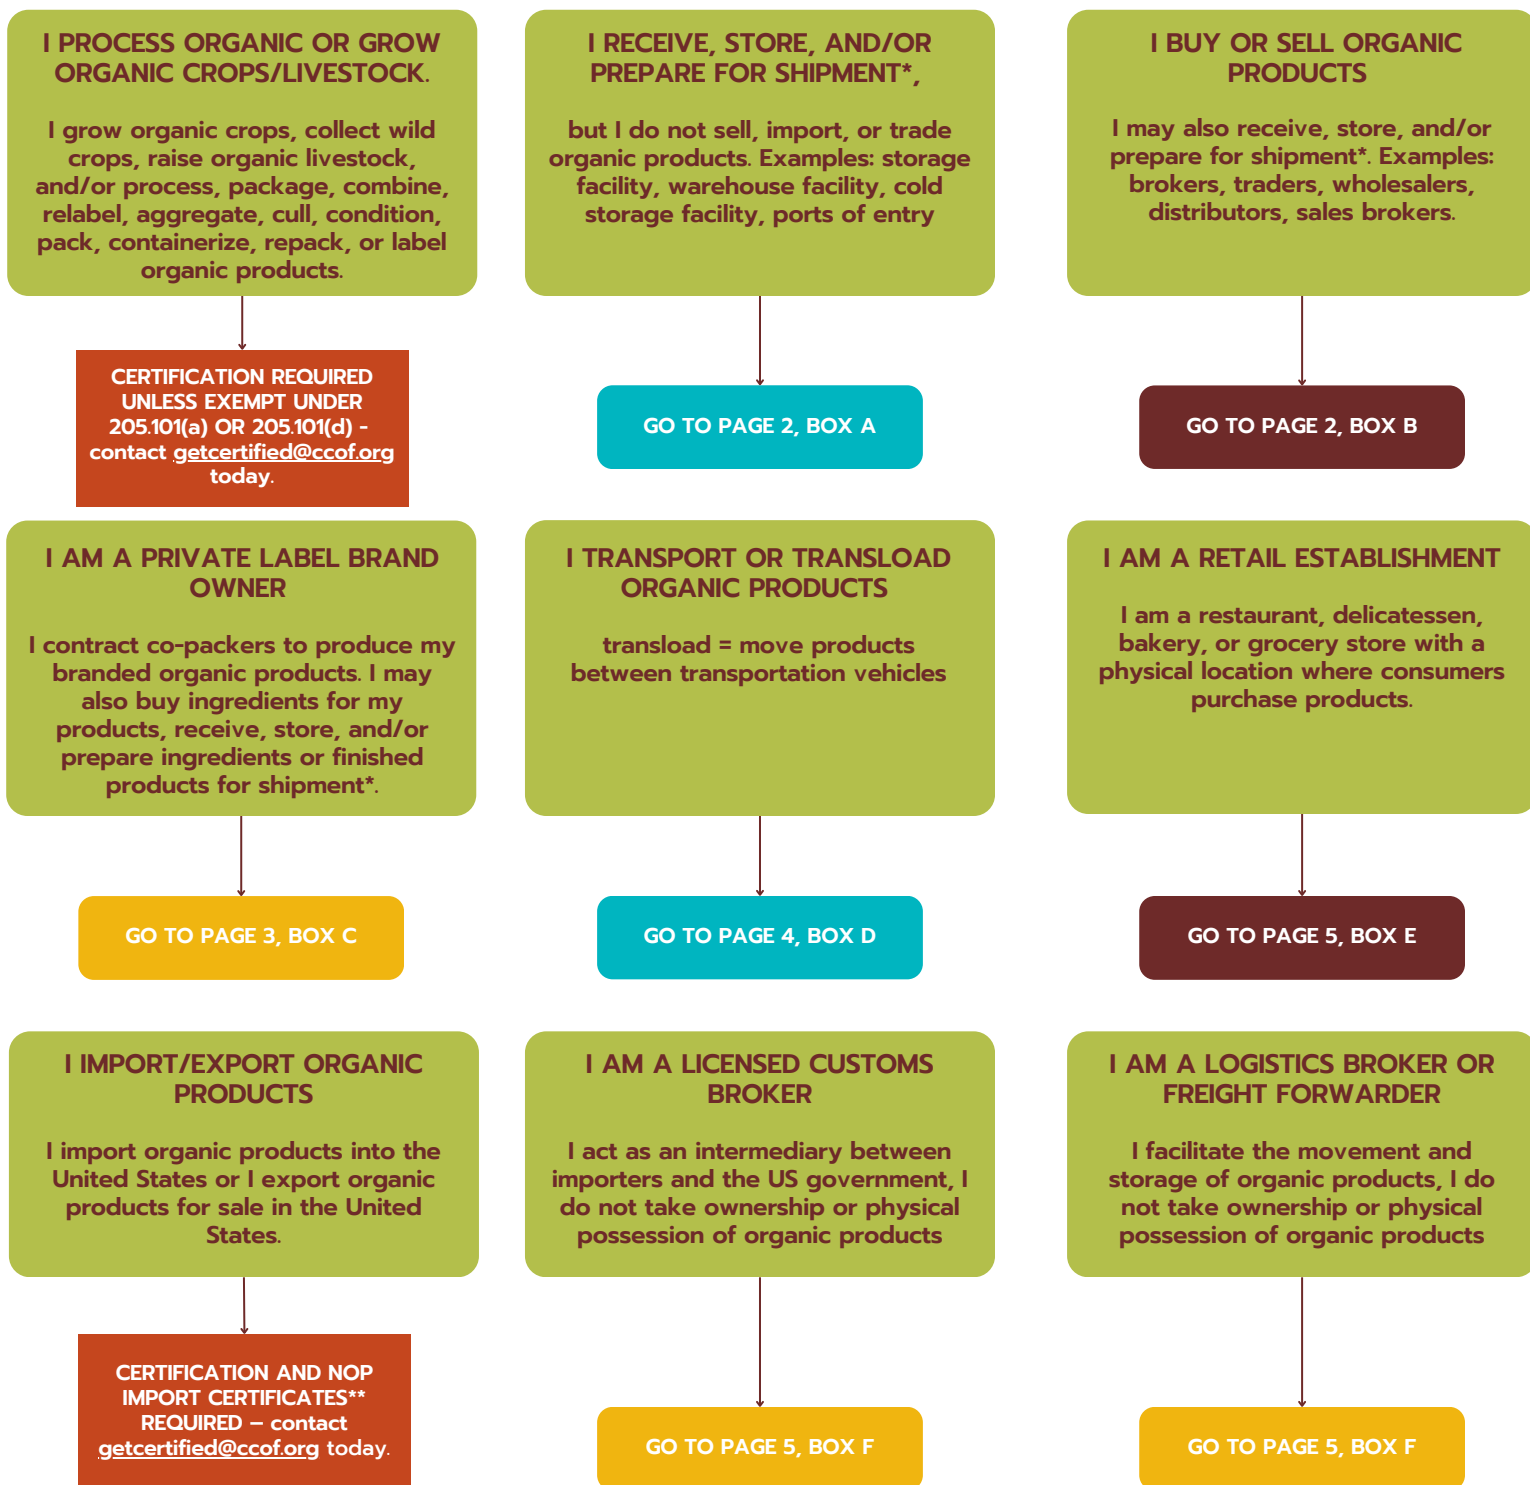 I PROCESS ORGANIC OR GROW
ORGANIC CROPS/LIVESTOCK.
I grow organic crops, collect wild
crops, raise organic livestock,
and/or process, package, combine,
relabel, aggregate, cull, condition,
pack, containerize, repack, or label
organic products.
CERTIFICATION REQUIRED
UNLESS EXEMPT UNDER
205.101(a) OR 205.101(d) -
contact getcertified@ccof.org
today.
I RECEIVE, STORE, AND/OR
PREPARE FOR SHIPMENT*,
but I do not sell, import, or trade
organic products. Examples: storage
facility, warehouse facility, cold
storage facility, ports of entry
GO TO PAGE 2, BOX A
I BUY OR SELL ORGANIC
PRODUCTS
I may also receive, store, and/or
prepare for shipment*. Examples:
brokers, traders, wholesalers,
distributors, sales brokers.
GO TO PAGE 2, BOX B
I AM A PRIVATE LABEL BRAND
OWNER
I contract co-packers to produce my
branded organic products. I may
also buy ingredients for my
products, receive, store, and/or
prepare ingredients or finished
products for shipment*.
GO TO PAGE 3, BOX C
I TRANSPORT OR TRANSLOAD
ORGANIC PRODUCTS
transload = move products
between transportation vehicles
GO TO PAGE 4, BOX D
I AM A RETAIL ESTABLISHMENT
I am a restaurant, delicatessen,
bakery, or grocery store with a
physical location where consumers
purchase products.
GO TO PAGE 5, BOX E
I IMPORT/EXPORT ORGANIC
PRODUCTS
I import organic products into the
United States or I export organic
products for sale in the United
States.
CERTIFICATION AND NOP
IMPORT CERTIFICATES**
REQUIRED – contact
getcertified@ccof.org today.
I AM A LICENSED CUSTOMS
BROKER
I act as an intermediary between
importers and the US government, I
do not take ownership or physical
possession of organic products
GO TO PAGE 5, BOX F
I AM A LOGISTICS BROKER OR
FREIGHT FORWARDER
I facilitate the movement and
storage of organic products, I do
not take ownership or physical
possession of organic products
GO TO PAGE 5, BOX F